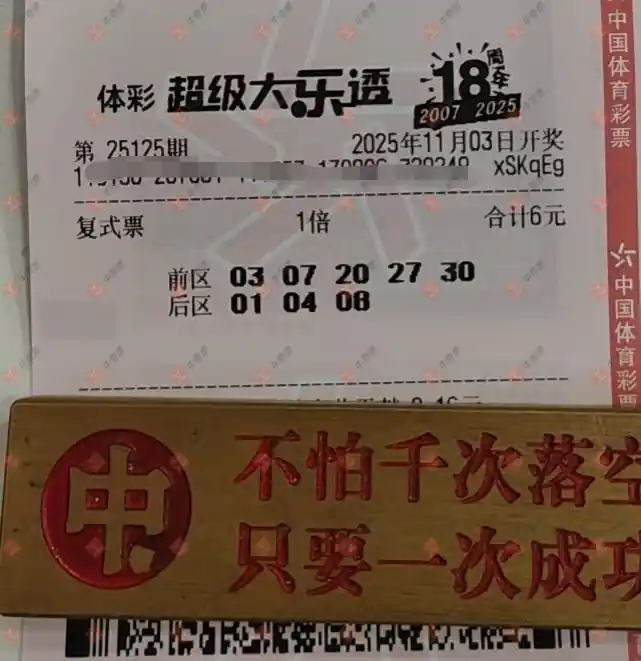 体彩 超级大乐透 18周年
2007 2025
第 25125期 2025年11月03日开奖
xSKqEg
复式票 1倍 合计6元
前区 03 07 20 27 30
后区 01 04 08
中
不怕千次落空
只要一次成功
中国体育彩票
中国体育彩票